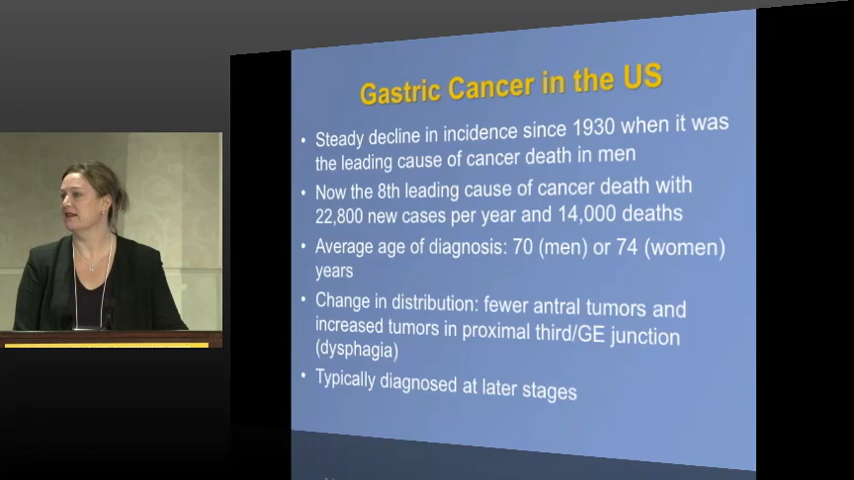 Gastric Cancer in the US
• Steady decline in incidence since 1930 when it was
the leading cause of cancer death in men
• Now the 8th leading cause of cancer death with
22,800 new cases per year and 14,000 deaths
• Average age of diagnosis: 70 (men) or 74 (women)
years
• Change in distribution: fewer antral tumors and
increased tumors in proximal third/GE junction
(dysphagia)
• Typically diagnosed at later stages